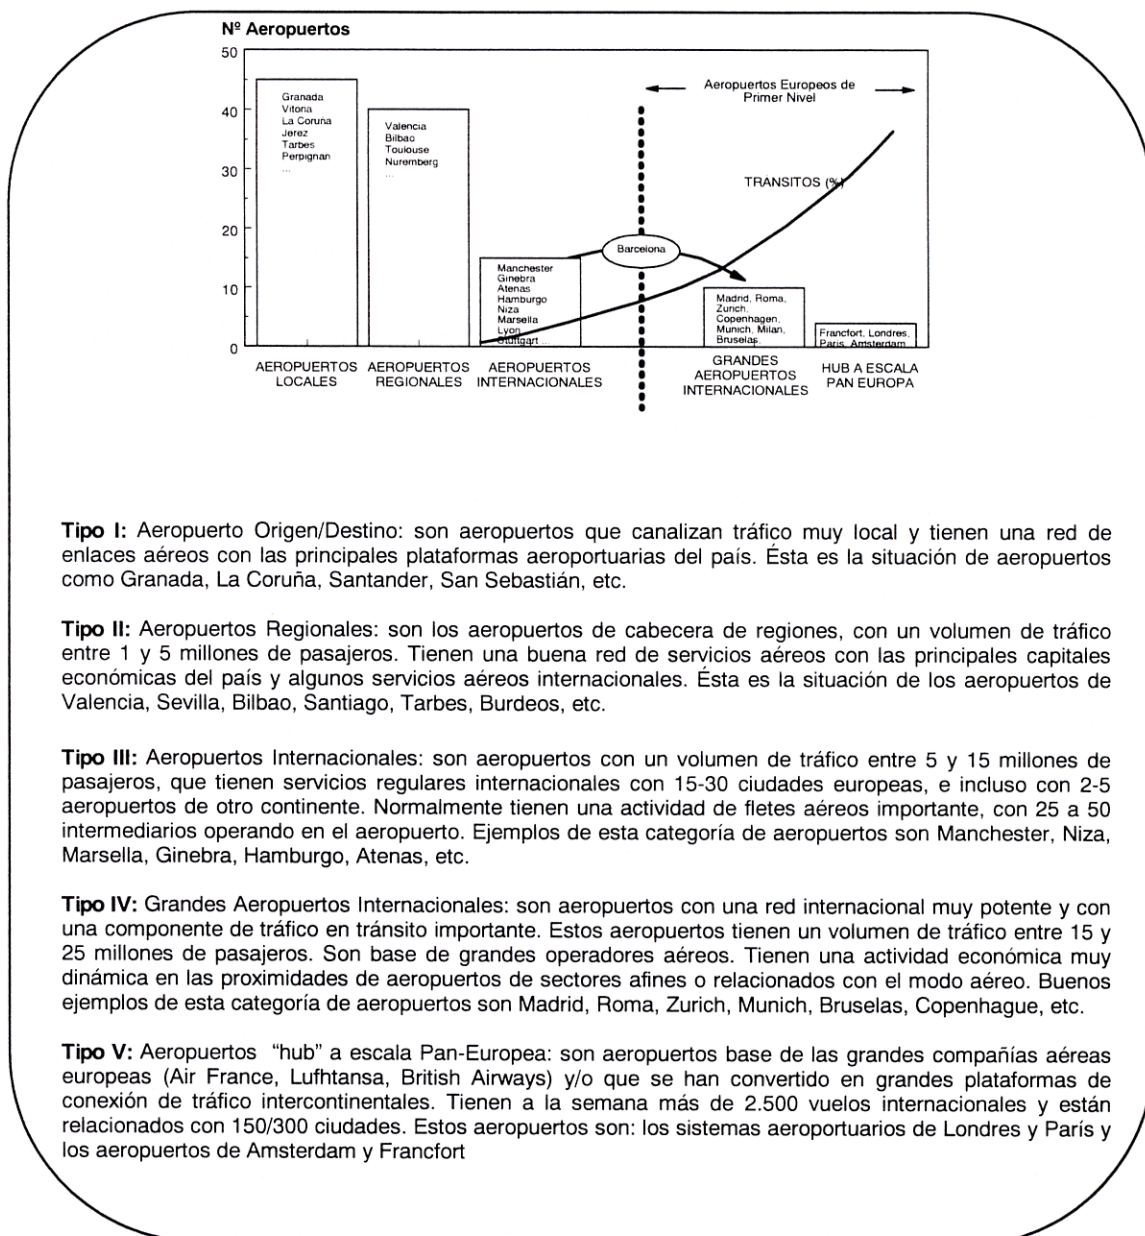 Nº Aeropuertos
50
40
30
20
10
0
Granada
Vitoria
La Coruña
Jerez
Tarbes
Perpignan
...
Valencia
Bilbao
Toulouse
Nuremberg
...
Manchester
Ginebra
Atenas
Hamburgo
Niza
Marsella
Lyon
Stuttgart ...
Barcelona
Aeropuertos Europeos de
Primer Nivel
TRANSITOS (%)
Madrid, Roma,
Zurich,
Copenhagen,
Munich, Milan,
Bruselas,
Francfort, Londres,
Paris, Amsterdam
AEROPUERTOS
LOCALES
AEROPUERTOS
REGIONALES
AEROPUERTOS
INTERNACIONALES
GRANDES
AEROPUERTOS
INTERNACIONALES
HUB A ESCALA
PAN EUROPA
Tipo I: Aeropuerto Origen/Destino: son aeropuertos que canalizan tráfico muy local y tienen una red de
enlaces aéreos con las principales plataformas aeroportuarias del país. Ésta es la situación de aeropuertos
como Granada, La Coruña, Santander, San Sebastián, etc.
Tipo II: Aeropuertos Regionales: son los aeropuertos de cabecera de regiones, con un volumen de tráfico
entre 1 y 5 millones de pasajeros. Tienen una buena red de servicios aéreos con las principales capitales
económicas del país y algunos servicios aéreos internacionales. Ésta es la situación de los aeropuertos de
Valencia, Sevilla, Bilbao, Santiago, Tarbes, Burdeos, etc.
Tipo III: Aeropuertos Internacionales: son aeropuertos con un volumen de tráfico entre 5 y 15 millones de
pasajeros, que tienen servicios regulares internacionales con 15-30 ciudades europeas, e incluso con 2-5
aeropuertos de otro continente. Normalmente tienen una actividad de fletes aéreos importante, con 25 a 50
intermediarios operando en el aeropuerto. Ejemplos de esta categoría de aeropuertos son Manchester, Niza,
Marsella, Ginebra, Hamburgo, Atenas, etc.
Tipo IV: Grandes Aeropuertos Internacionales: son aeropuertos con una red internacional muy potente y con
una componente de tráfico en tránsito importante. Estos aeropuertos tienen un volumen de tráfico entre 15 y
25 millones de pasajeros. Son base de grandes operadores aéreos. Tienen una actividad económica muy
dinámica en las proximidades de aeropuertos de sectores afines o relacionados con el modo aéreo. Buenos
ejemplos de esta categoría de aeropuertos son Madrid, Roma, Zurich, Munich, Bruselas, Copenhague, etc.
Tipo V: Aeropuertos "hub" a escala Pan-Europea: son aeropuertos base de las grandes compañías aéreas
europeas (Air France, Lufhtansa, British Airways) y/o que se han convertido en grandes plataformas de
conexión de tráfico intercontinentales. Tienen a la semana más de 2.500 vuelos internacionales y están
relacionados con 150/300 ciudades. Estos aeropuertos son: los sistemas aeroportuarios de Londres y París y
los aeropuertos de Amsterdam y Francfort